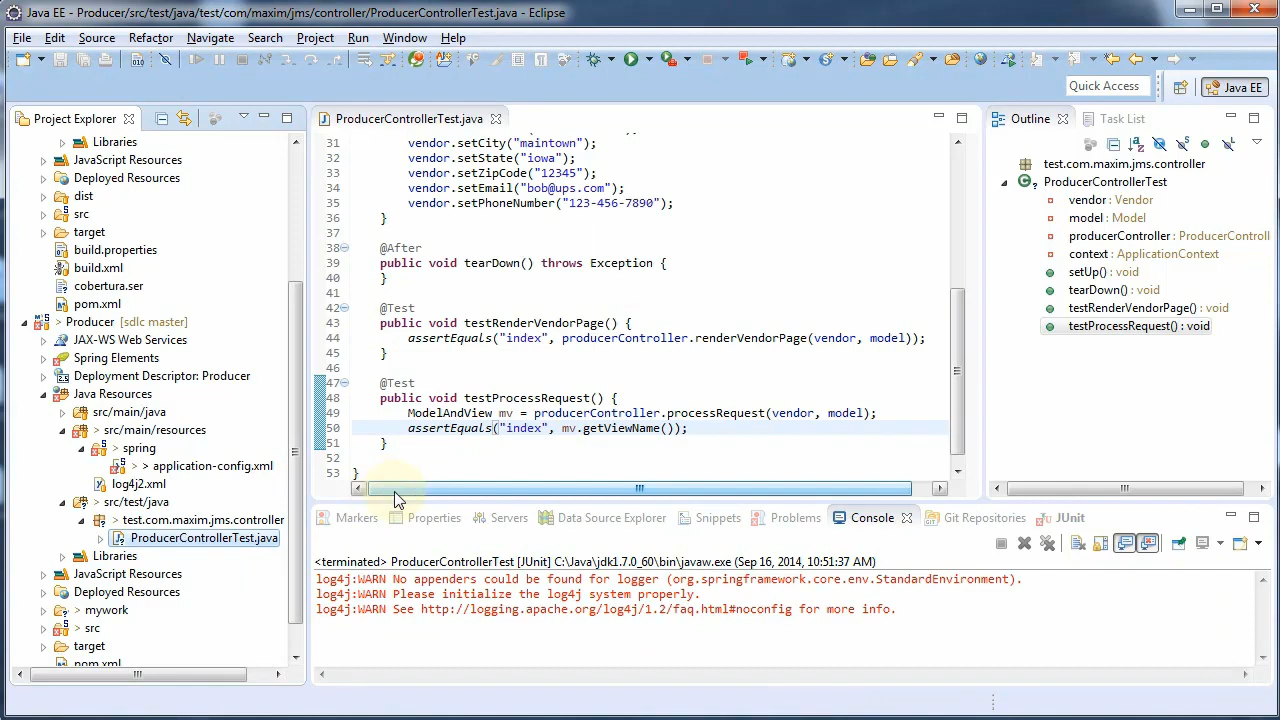 Java EE - Producer/src/test/java/test/com/maxim/jms/controller/ProducerControllerTest.java - Eclipse
File Edit Source Refactor Navigate Search Project Run Window Help
Quick Access
Java EE
Project Explorer
Libraries
JavaScript Resources
Deployed Resources
dist
src
target
build.properties
build.xml
cobertura.ser
pom.xml
> Producer [sdlc master]
JAX-WS Web Services
Spring Elements
Deployment Descriptor: Producer
Java Resources
src/main/java
> src/main/resources
> spring
> > application-config.xml
log4j2.xml
> src/test/java
> test.com.maxim.jms.controller
ProducerControllerTest.java
Libraries
JavaScript Resources
Deployed Resources
> mywork
> src
target
pom.xml
ProducerControllerTest.java
31 vendor.setCity("maintown");
32 vendor.setState("iowa");
33 vendor.setZipCode("12345");
34 vendor.setEmail("bob@ups.com");
35 vendor.setPhoneNumber("123-456-7890");
36 }
37
38 @After
39 public void tearDown() throws Exception {
40 }
41
42 @Test
43 public void testRenderVendorPage() {
44 assertEquals("index", producerController.renderVendorPage(vendor, model));
45 }
46
47 @Test
48 public void testProcessRequest() {
49 ModelAndView mv = producerController.processRequest(vendor, model);
50 assertEquals("index", mv.getViewName());
51 }
52
53 }
Outline Task List
test.com.maxim.jms.controller
ProducerControllerTest
vendor : Vendor
model : Model
producerController : ProducerControll
context : ApplicationContext
setUp() : void
tearDown() : void
testRenderVendorPage() : void
testProcessRequest() : void
Markers Properties Servers Data Source Explorer Snippets Problems Console Git Repositories JUnit
<terminated> ProducerControllerTest [JUnit] C:\Java\jdk1.7.0_60\bin\javaw.exe (Sep 16, 2014, 10:51:37 AM)
log4j:WARN No appenders could be found for logger (org.springframework.core.env.StandardEnvironment).
log4j:WARN Please initialize the log4j system properly.
log4j:WARN See http://logging.apache.org/log4j/1.2/faq.html#noconfig for more info.